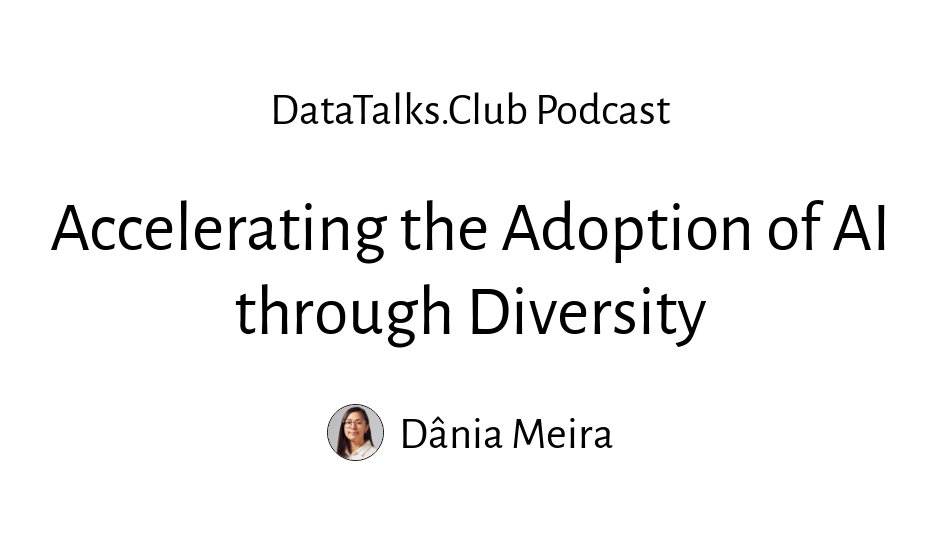 DataTalks.Club Podcast
Accelerating the Adoption of AI
through Diversity
Dânia Meira